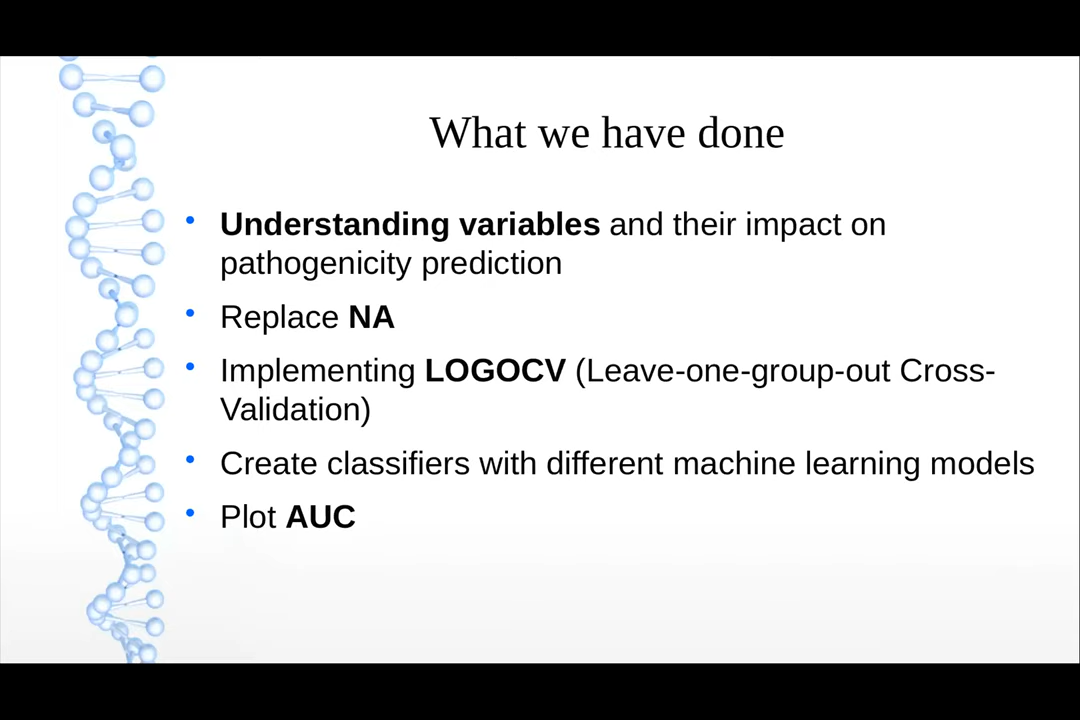 What we have done
• Understanding variables and their impact on
pathogenicity prediction
• Replace NA
• Implementing LOGOCV (Leave-one-group-out Cross-
Validation)
• Create classifiers with different machine learning models
• Plot AUC